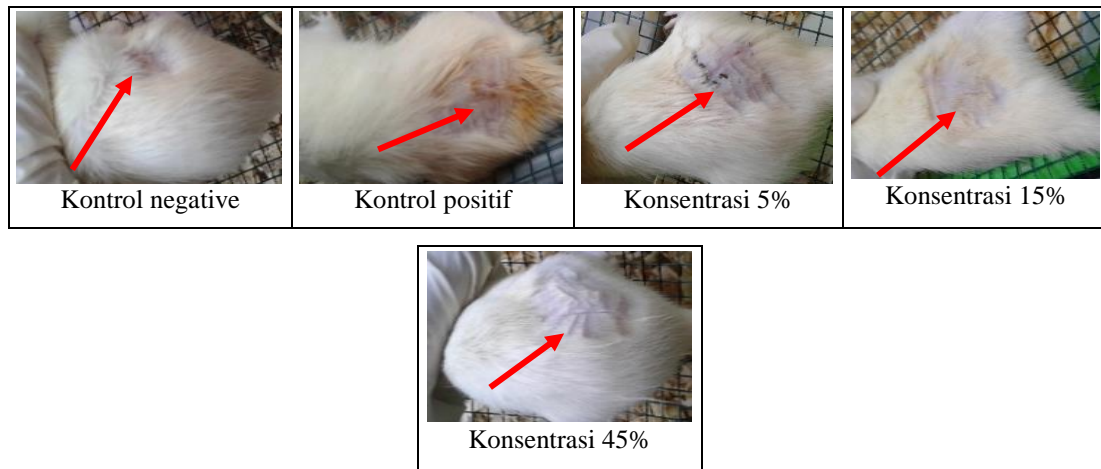 Kontrol negative
Kontrol positif
Konsentrasi 5%
Konsentrasi 15%
Konsentrasi 45%